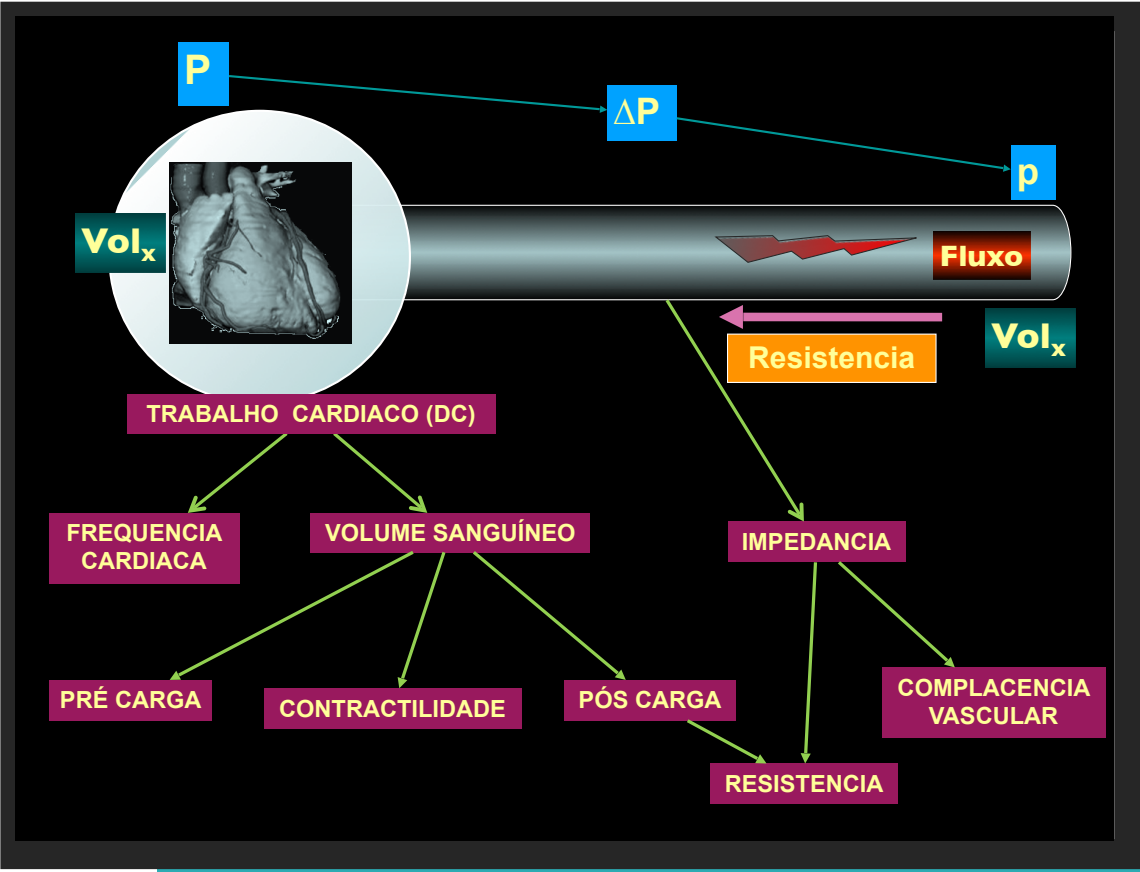 P
∆P
p
Volx
Fluxo
Volx
Resistencia
TRABALHO CARDIACO (DC)
FREQUENCIA
CARDIACA
VOLUME SANGUÍNEO
IMPEDANCIA
PRÉ CARGA
CONTRACTILIDADE
PÓS CARGA
COMPLACENCIA
VASCULAR
RESISTENCIA